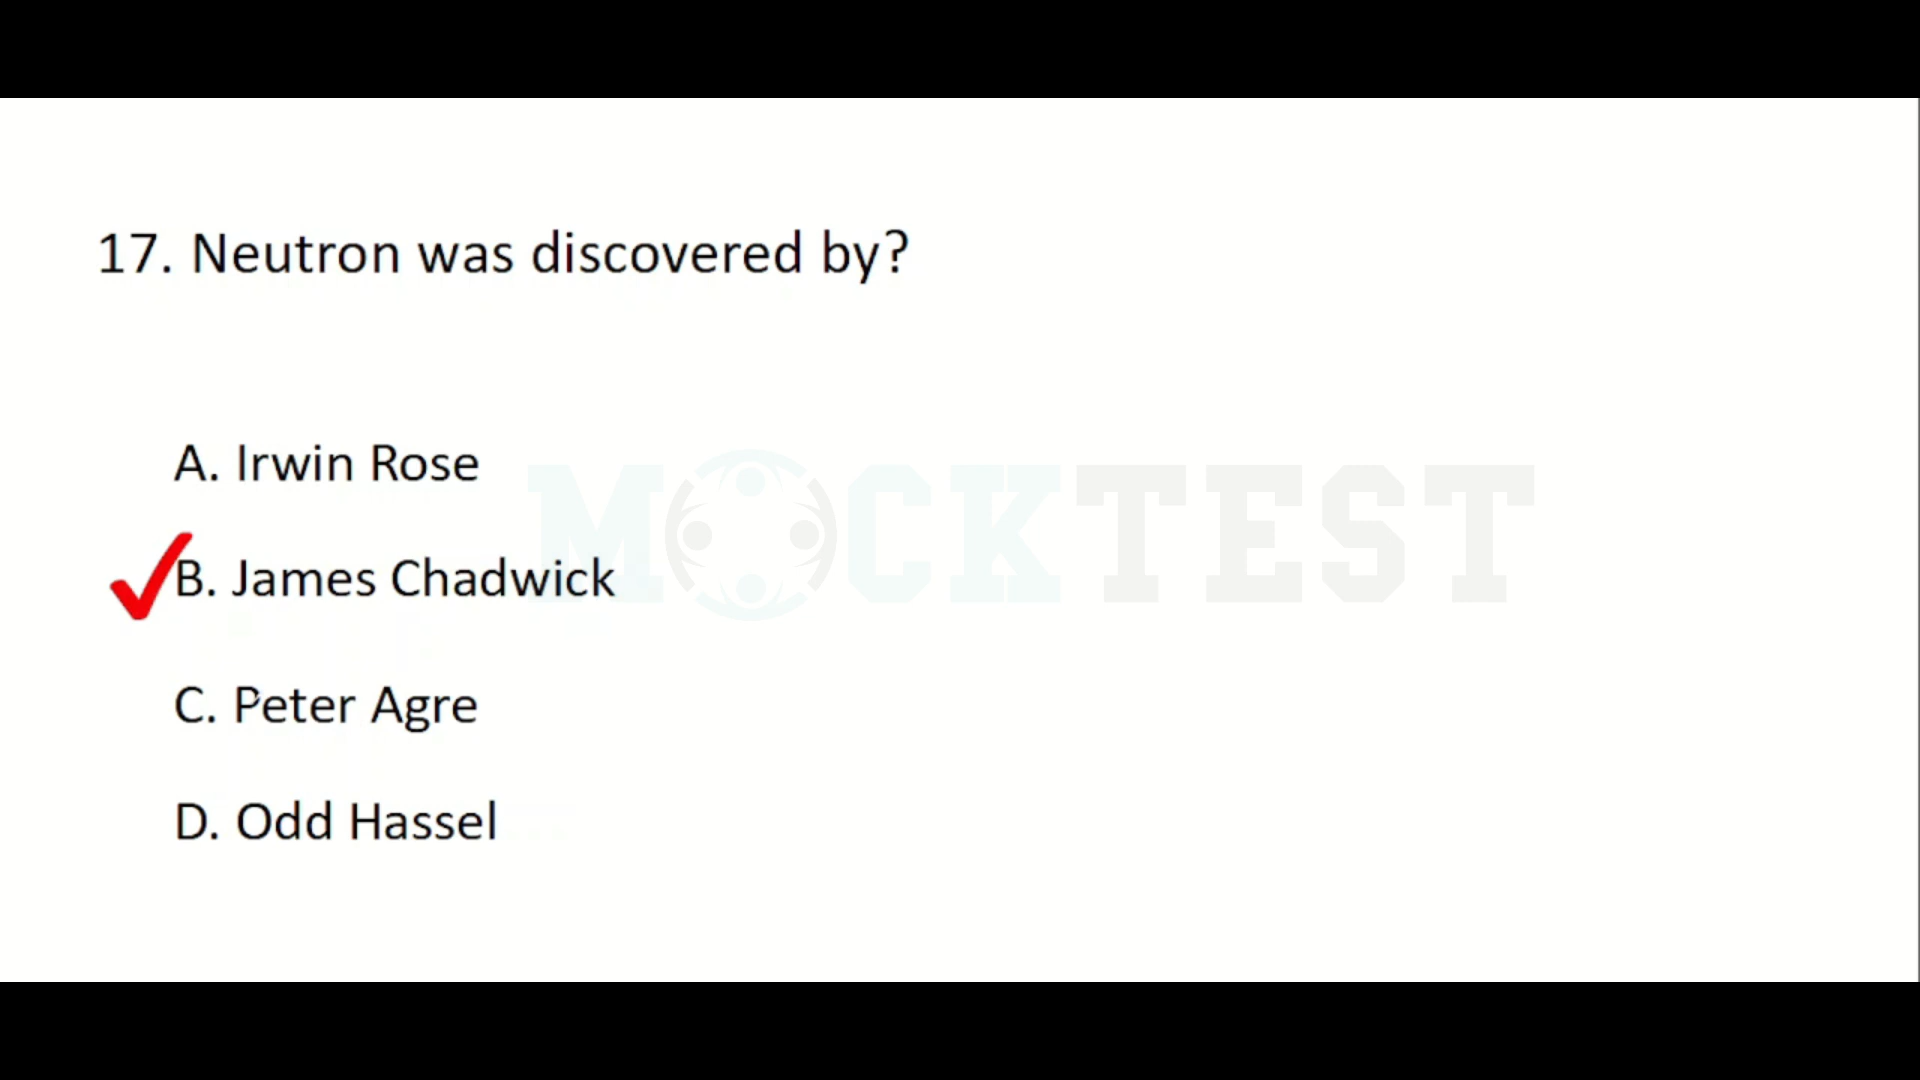 17. Neutron was discovered by?
A. Irwin Rose
B. James Chadwick
MOCKTEST
C. Peter Agre
D. Odd Hassel